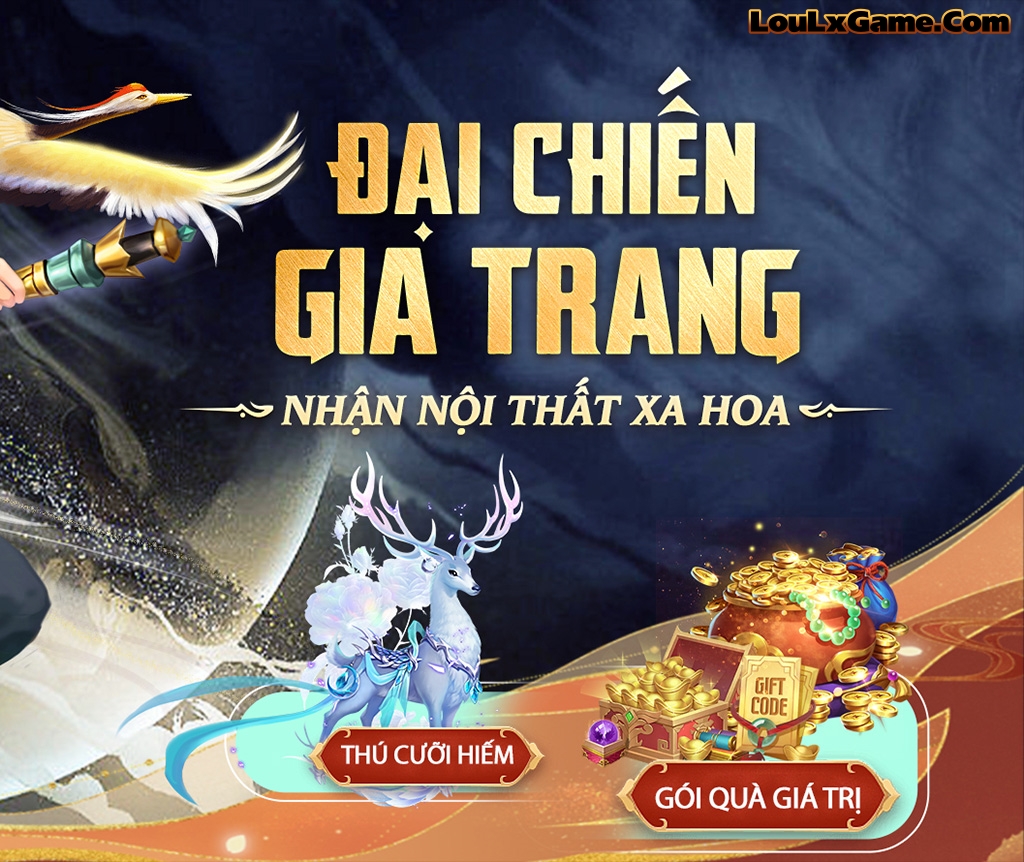 LouLxGame.Com
ĐẠI CHIẾN
GIẠ TRANG
NHẬN NỘI THẤT XA HOA
GIFT
CODE
THÚ CƯỠI HIẾM
GÓI QUÀ GIÁ TRỊ